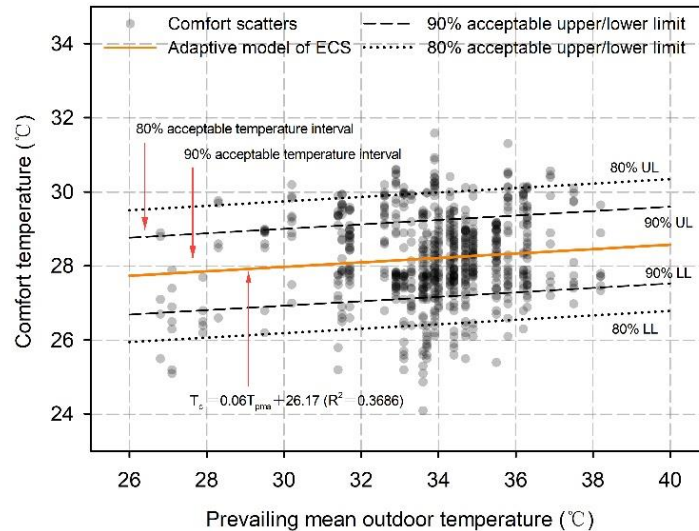 Comfort scatters
90% acceptable upper/lower limit
Adaptive model of ECS
80% acceptable upper/lower limit
34
32
30
28
26
24
Comfort temperature (℃)
80% acceptable temperature interval
90% acceptable temperature interval
80% UL
90% UL
90% LL
80% LL
T꜀=0.06Tₚₘₐ+26.17 (R²=0.3686)
26 28 30 32 34 36 38 40
Prevailing mean outdoor temperature (℃)